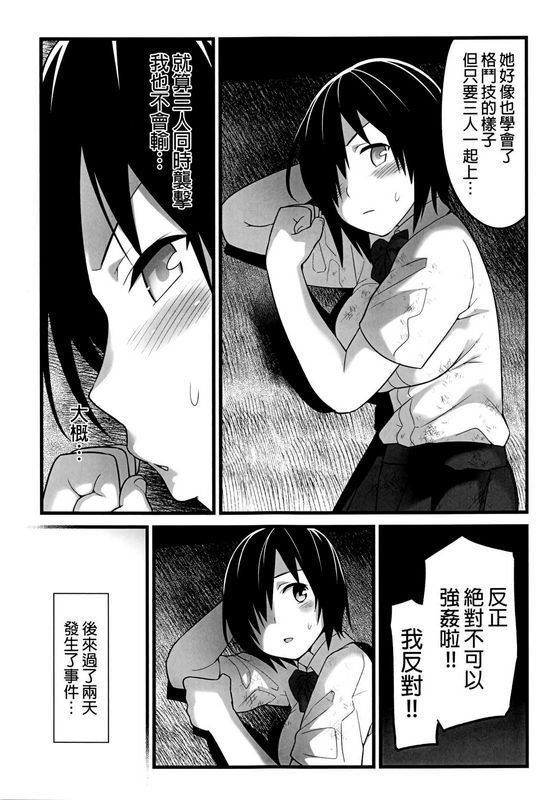 她好像也學會了
格鬥技的樣子
但只要三人一起上…
就算三人同時襲擊
我也不會輸…
大概…
反正
絕對不可以
強姦啦!!
我反對!!
後來過了兩天
發生了事件…